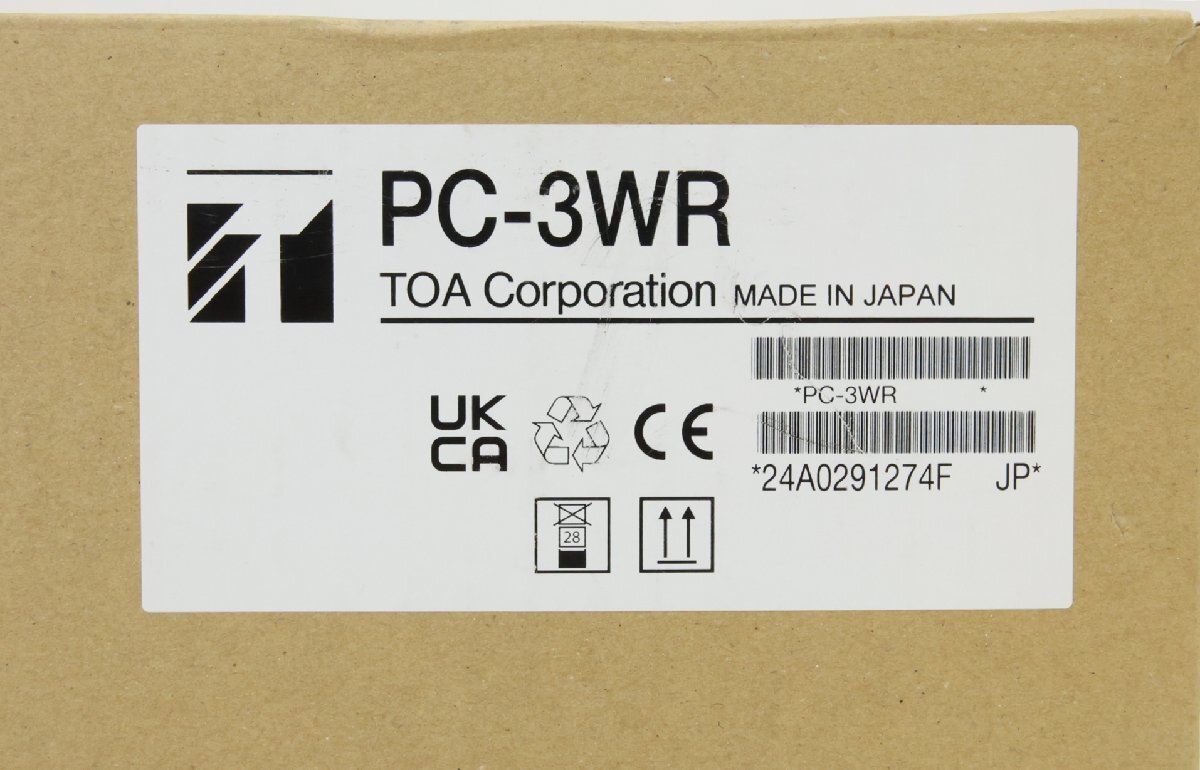 PC-3WR
TOA Corporation MADE IN JAPAN
*PC-3WR *
UK
CA
CE
*24A0291274F JP*
28